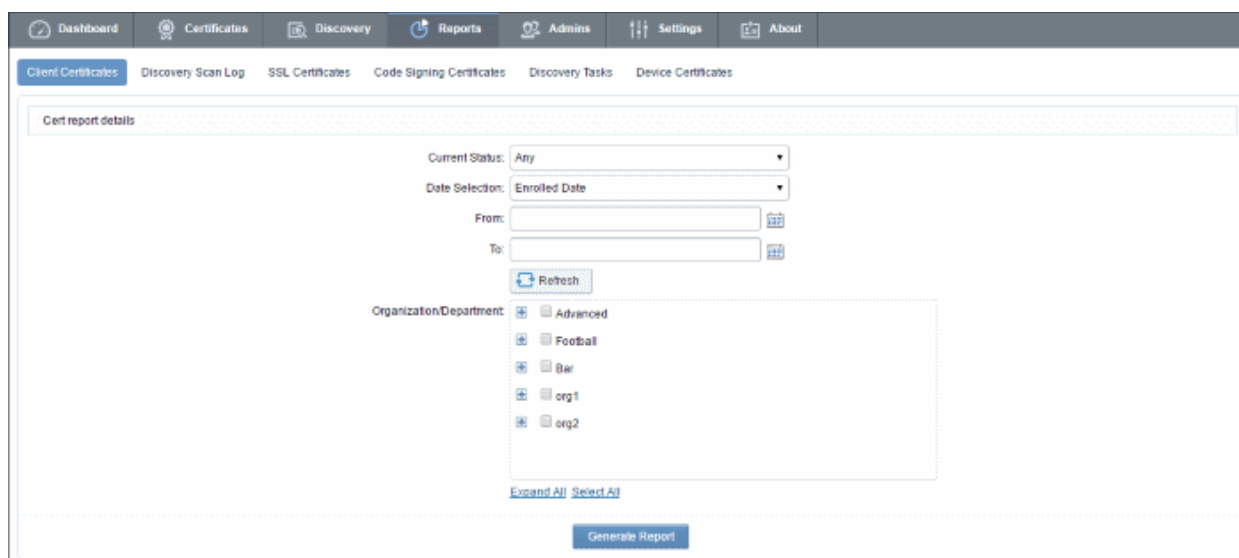 Dashboard Certificates Discovery Reports Admins Settings About
Client Certificates Discovery Scan Log SSL Certificates Code Signing Certificates Discovery Tasks Device Certificates
Cert report details
Current Status: Any
Date Selection: Enrolled Date
From:
To:
Refresh
Organization/Department: Advanced
Football
Bar
org1
org2
Expand All Select All
Generate Report